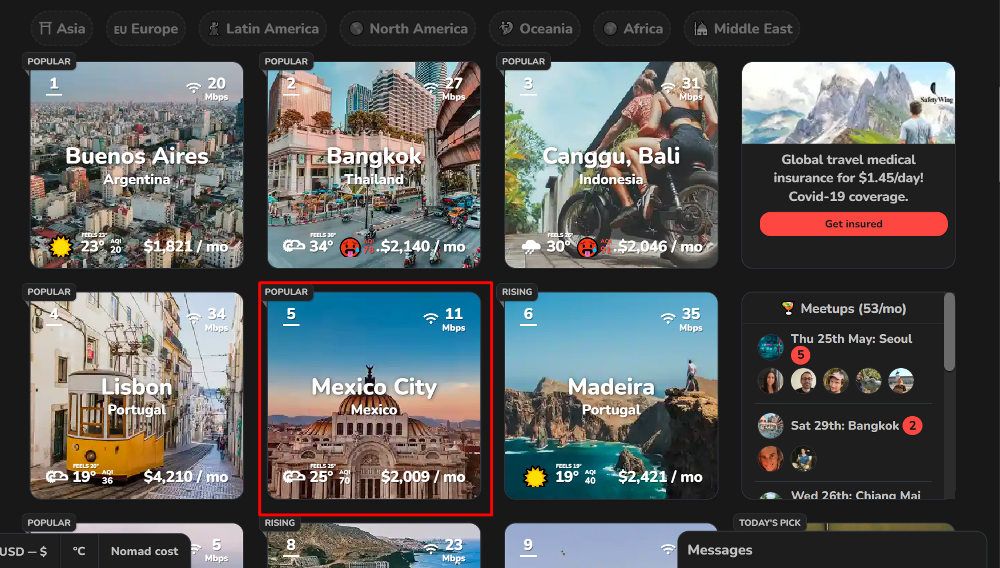 Asia
EU Europe
Latin America
North America
Oceania
Africa
Middle East
POPULAR
1
20
Mbps
Buenos Aires
Argentina
FEELS 23°
23°
AQI
20
$1,821 / mo
POPULAR
2
27
Mbps
Bangkok
Thailand
FEELS 30°
34°
AQI
78
..$2,140 / mo
POPULAR
3
31
Mbps
Canggu, Bali
Indonesia
FEELS 26°
30°
AQI
91
..$2,046 / mo
SafetyWing
Global travel medical
insurance for $1.45/day!
Covid-19 coverage.
Get insured
POPULAR
4
34
Mbps
Lisbon
Portugal
FEELS 20°
19°
AQI
36
$4,210 / mo
POPULAR
5
11
Mbps
Mexico City
Mexico
FEELS 25°
25°
AQI
70
$2,009 / mo
RISING
6
35
Mbps
Madeira
Portugal
FEELS 19°
19°
AQI
40
$2,421 / mo
Meetups (53/mo)
Thu 25th May: Seoul
5
Sat 29th: Bangkok 2
Wed 26th: Chiang Mai
POPULAR
5
Mbps
RISING
8
23
Mbps
9
TODAY'S PICK
USD — $
°C
Nomad cost
Messages